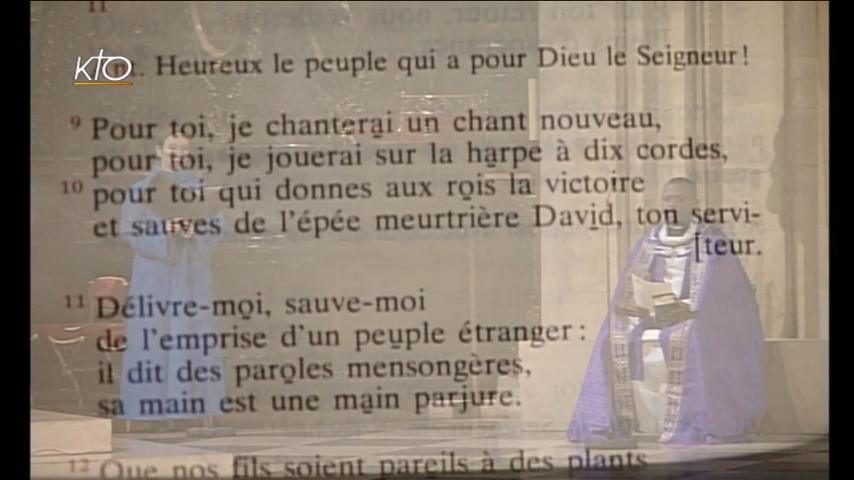 11
KTO
Ant. Heureux le peuple qui a pour Dieu le Seigneur!
9 Pour toi, je chanterai un chant nouveau,
pour toi, je jouerai sur la harpe à dix cordes,
10 pour toi qui donnes aux rois la victoire
et sauves de l'épée meurtrière David, ton servi-
[teur.
11 Délivre-moi, sauve-moi
de l'emprise d'un peuple étranger :
il dit des paroles mensongères,
sa main est une main parjure.
12 Que nos fils soient pareils à des plants